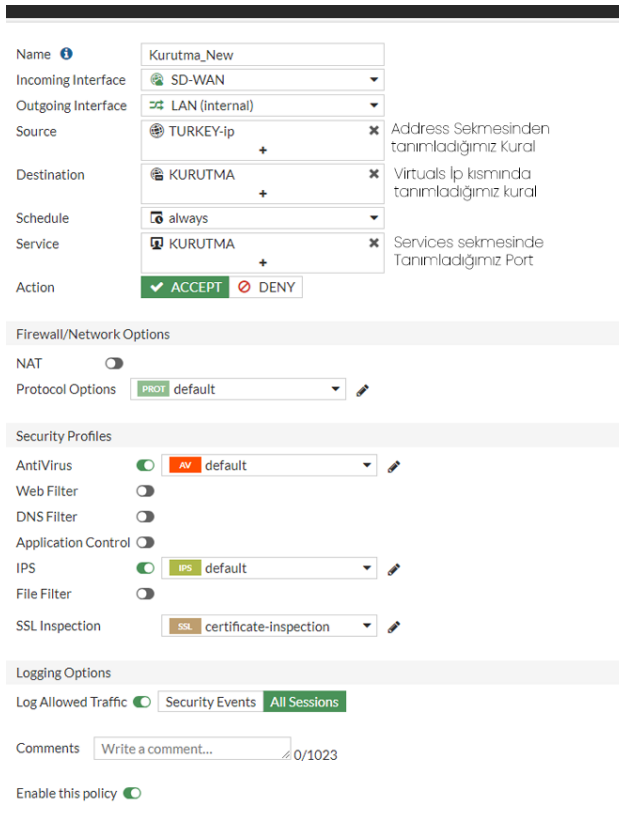 Name
Kurutma_New
Incoming Interface
SD-WAN
Outgoing Interface
LAN (internal)
Source
TURKEY-ip
Address Sekmesinden
tanımladığımız Kural
Destination
KURUTMA
Virtuals İp kısmında
tanımladığımız kural
Schedule
always
Service
KURUTMA
Services sekmesinde
Tanımladığımız Port
Action
ACCEPT
DENY
Firewall/Network Options
NAT
Protocol Options
PROT default
Security Profiles
AntiVirus
AV default
Web Filter
DNS Filter
Application Control
IPS
IPS default
File Filter
SSL Inspection
SSL certificate-inspection
Logging Options
Log Allowed Traffic
Security Events
All Sessions
Comments
Write a comment...
0/1023
Enable this policy